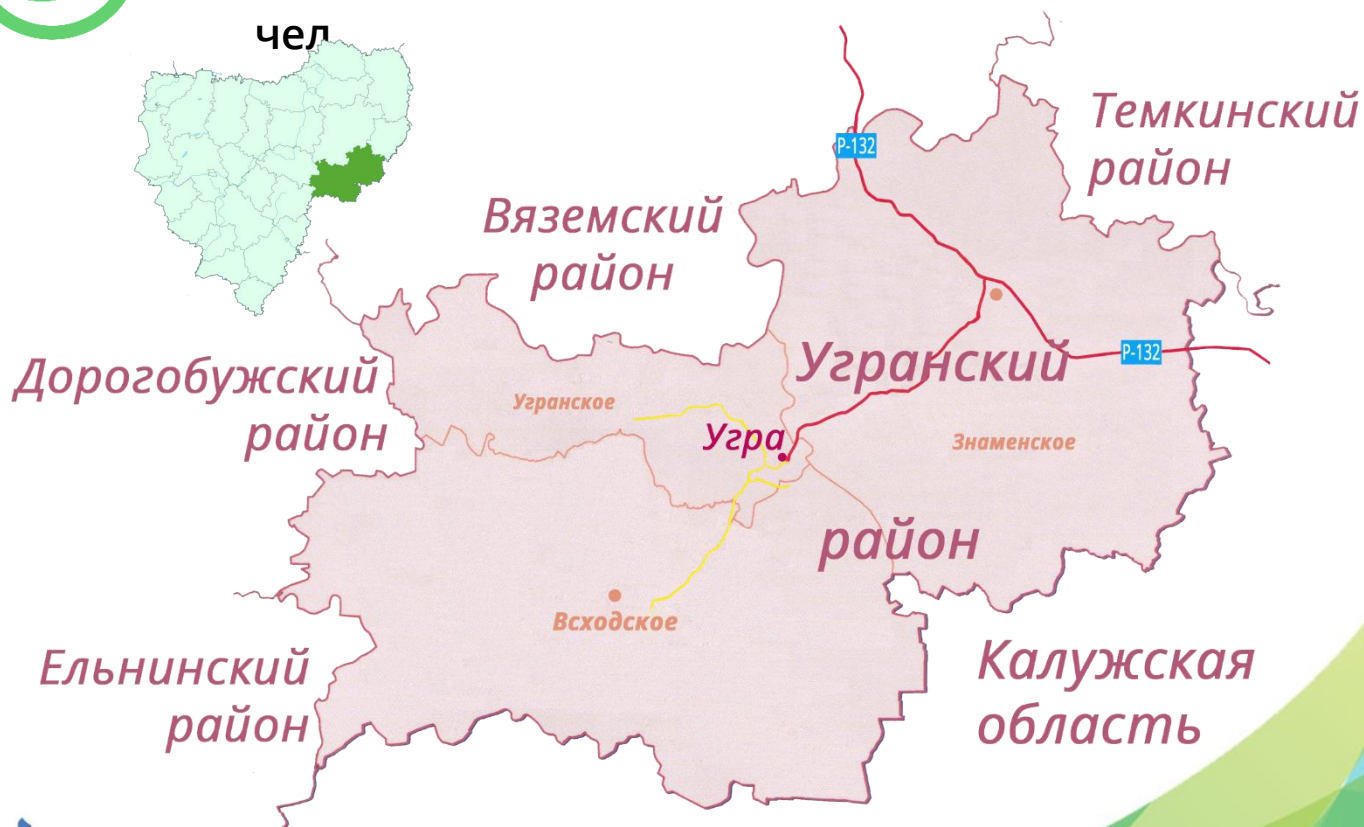 чел
Р-132
Темкинский
район
Вяземский
район
Р-132
Дорогобужский
район
Угранский
район
Угранское
Угра
Знаменское
Всходское
Ельнинский
район
Калужская
область